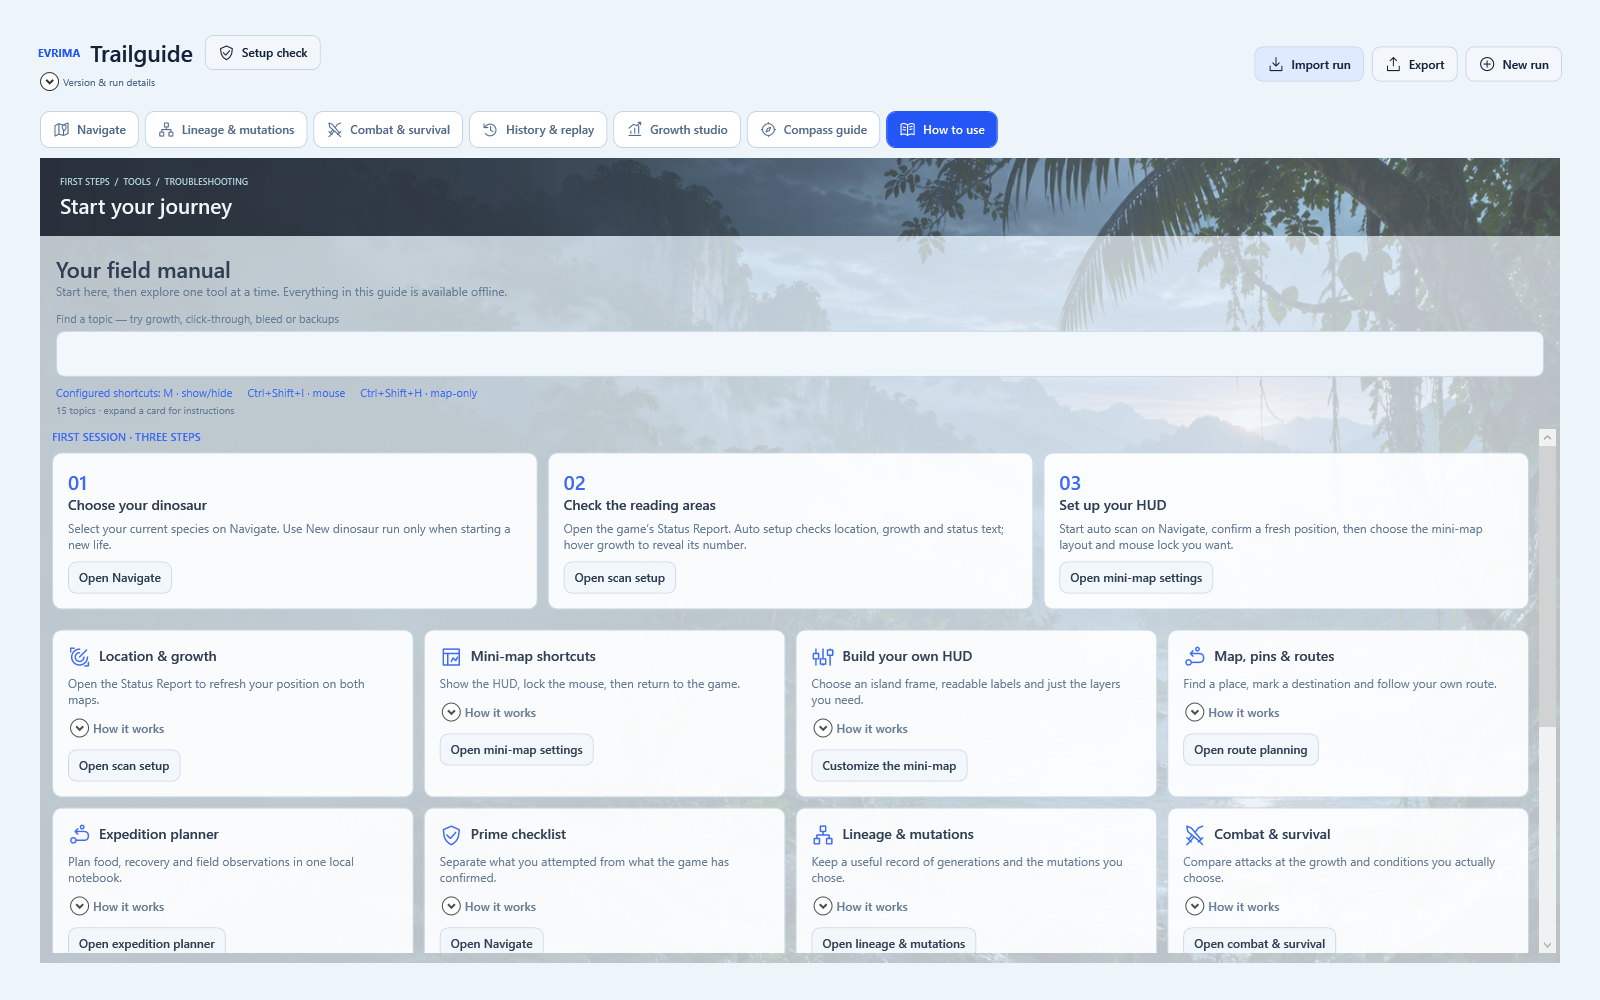 EVRIMA Trailguide
Setup check
Version & run details
Import run
Export
New run
Navigate
Lineage & mutations
Combat & survival
History & replay
Growth studio
Compass guide
How to use
FIRST STEPS / TOOLS / TROUBLESHOOTING
Start your journey
Your field manual
Start here, then explore one tool at a time. Everything in this guide is available offline.
Find a topic — try growth, click-through, bleed or backups
Configured shortcuts: M · show/hide Ctrl+Shift+I · mouse Ctrl+Shift+H · map-only
15 topics · expand a card for instructions
FIRST SESSION · THREE STEPS
01
Choose your dinosaur
Select your current species on Navigate. Use New dinosaur run only when starting a
new life.
Open Navigate
02
Check the reading areas
Open the game's Status Report. Auto setup checks location, growth and status text;
hover growth to reveal its number.
Open scan setup
03
Set up your HUD
Start auto scan on Navigate, confirm a fresh position, then choose the mini-map
layout and mouse lock you want.
Open mini-map settings
Location & growth
Open the Status Report to refresh your position on both
maps.
How it works
Open scan setup
Mini-map shortcuts
Show the HUD, lock the mouse, then return to the game.
How it works
Open mini-map settings
Build your own HUD
Choose an island frame, readable labels and just the layers
you need.
How it works
Customize the mini-map
Map, pins & routes
Find a place, mark a destination and follow your own route.
How it works
Open route planning
Expedition planner
Plan food, recovery and field observations in one local
notebook.
How it works
Open expedition planner
Prime checklist
Separate what you attempted from what the game has
confirmed.
How it works
Open Navigate
Lineage & mutations
Keep a useful record of generations and the mutations you
chose.
How it works
Open lineage & mutations
Combat & survival
Compare attacks at the growth and conditions you actually
choose.
How it works
Open combat & survival